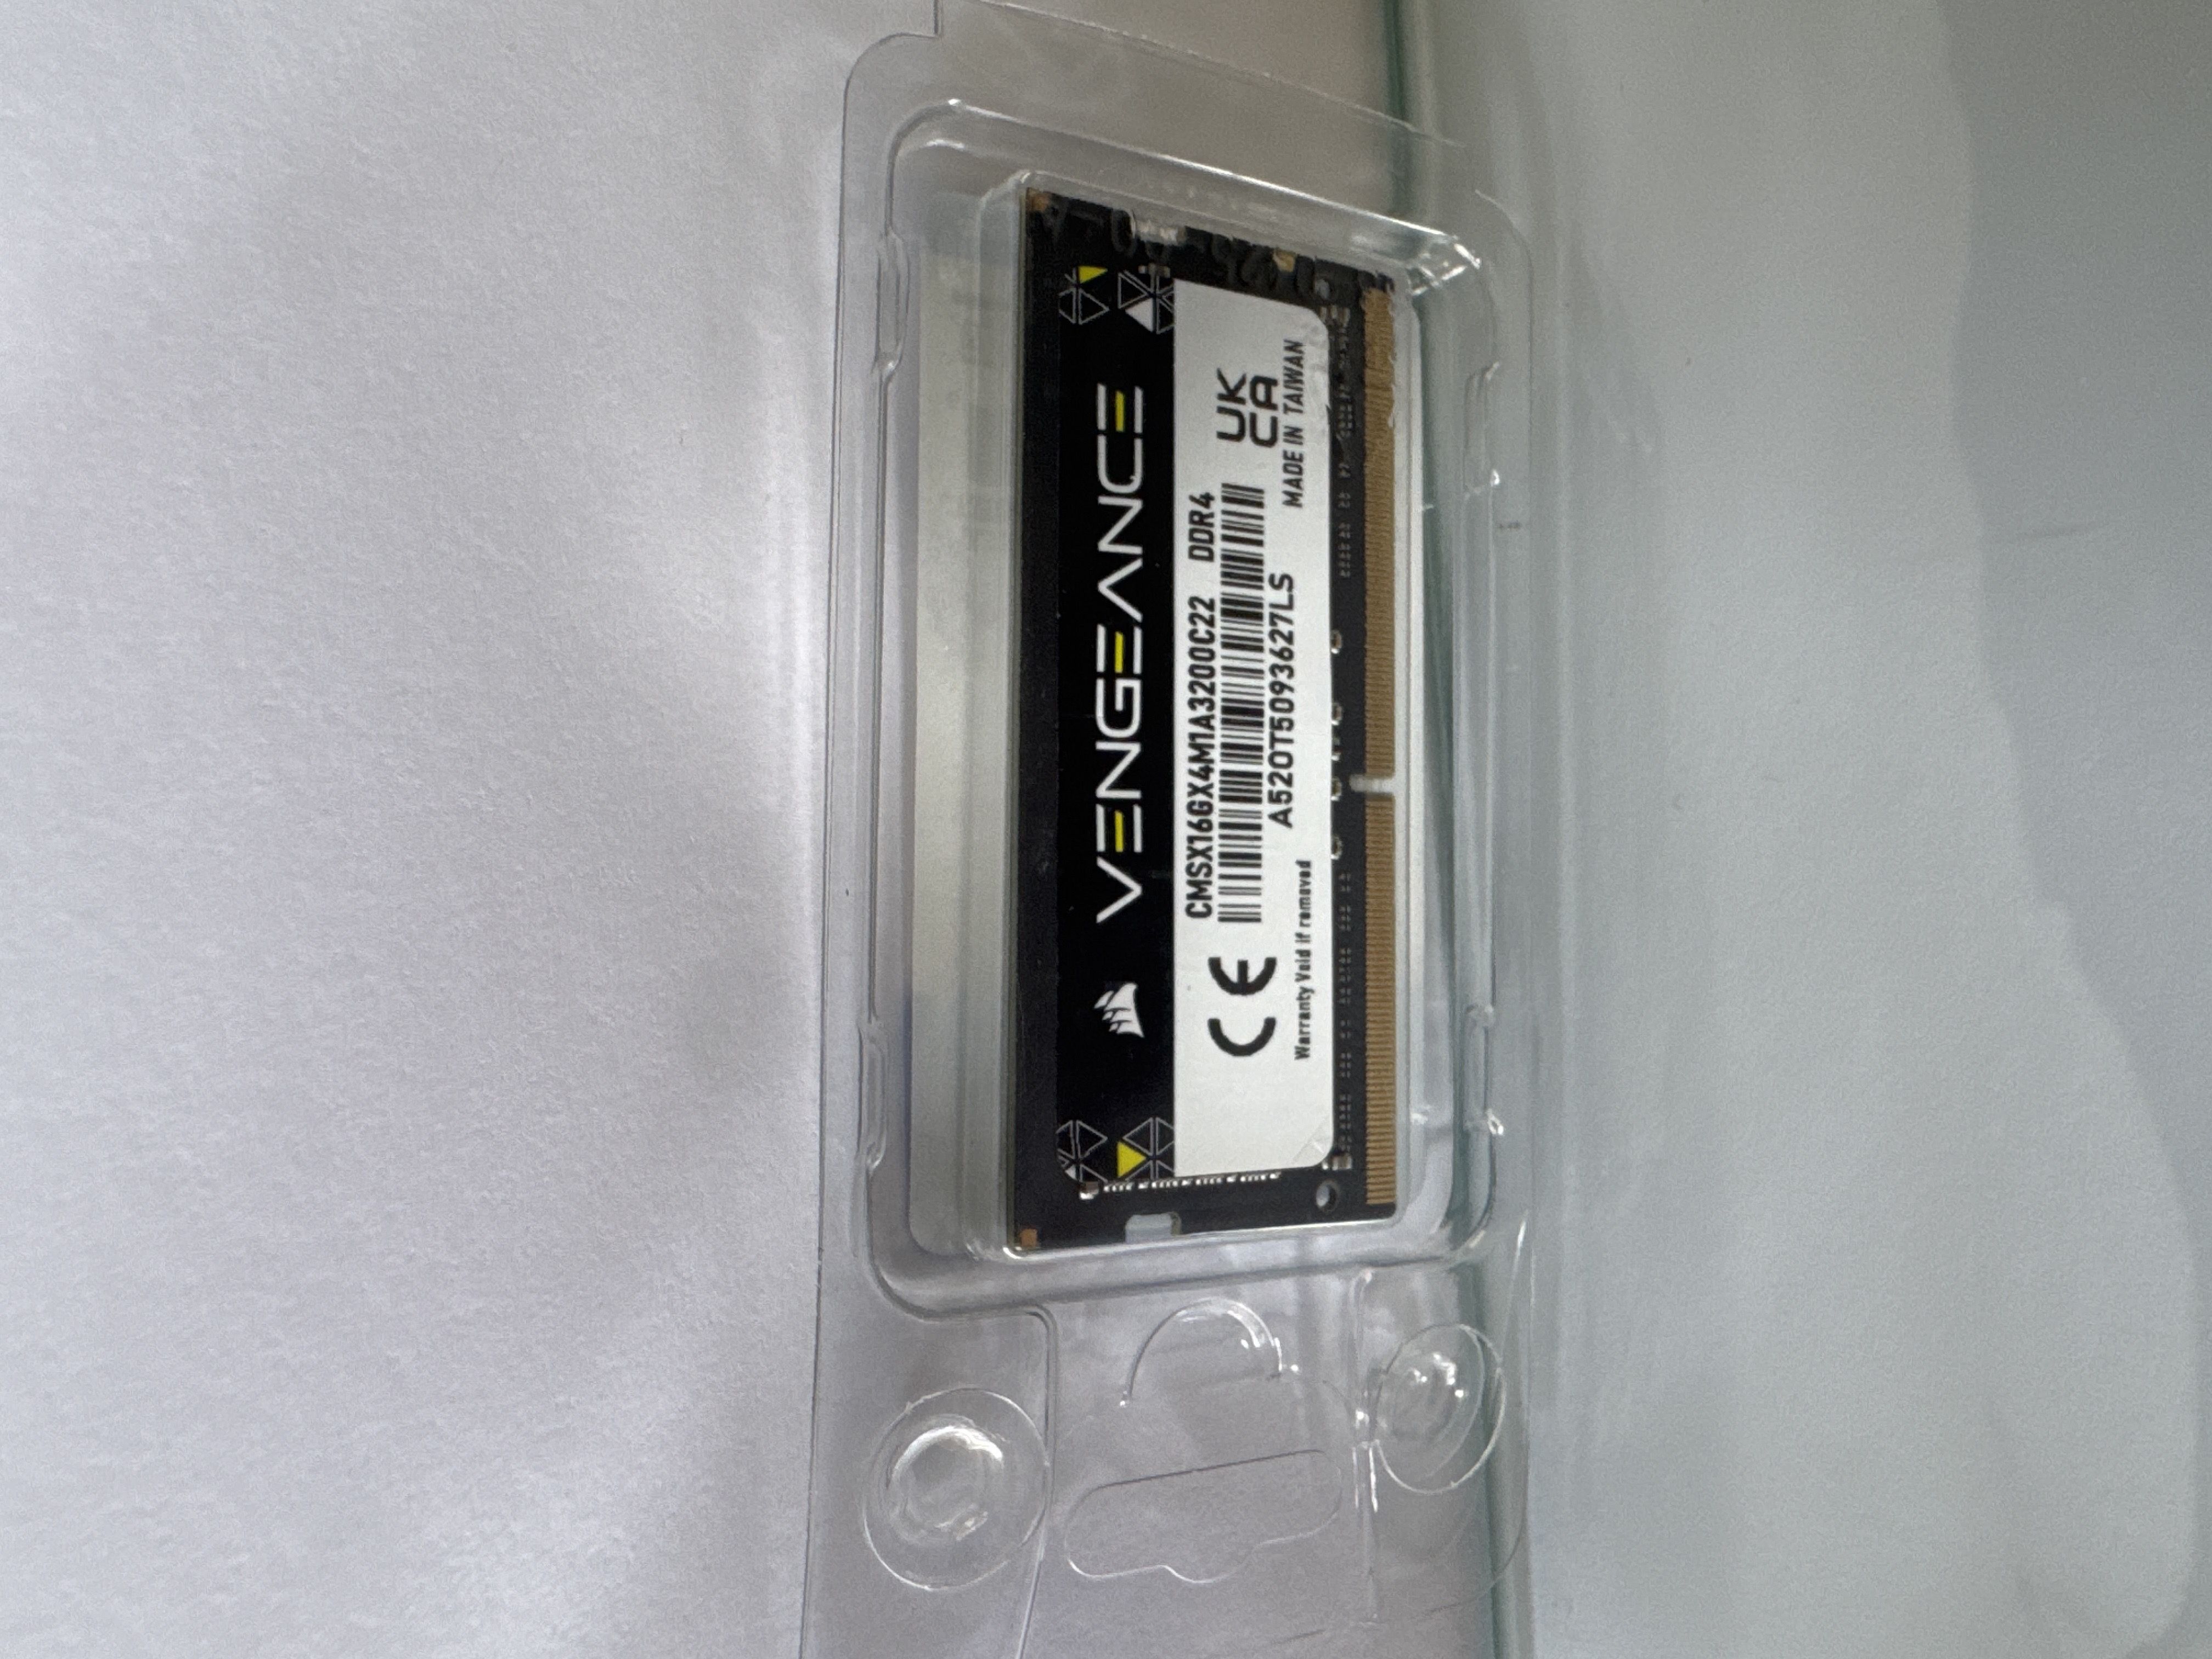 VENGEANCE
CMSX16GX4M1A3200C22 DDR4
A520T5093627LS
CE
UK
CA
Warranty Void if removed
MADE IN TAIWAN